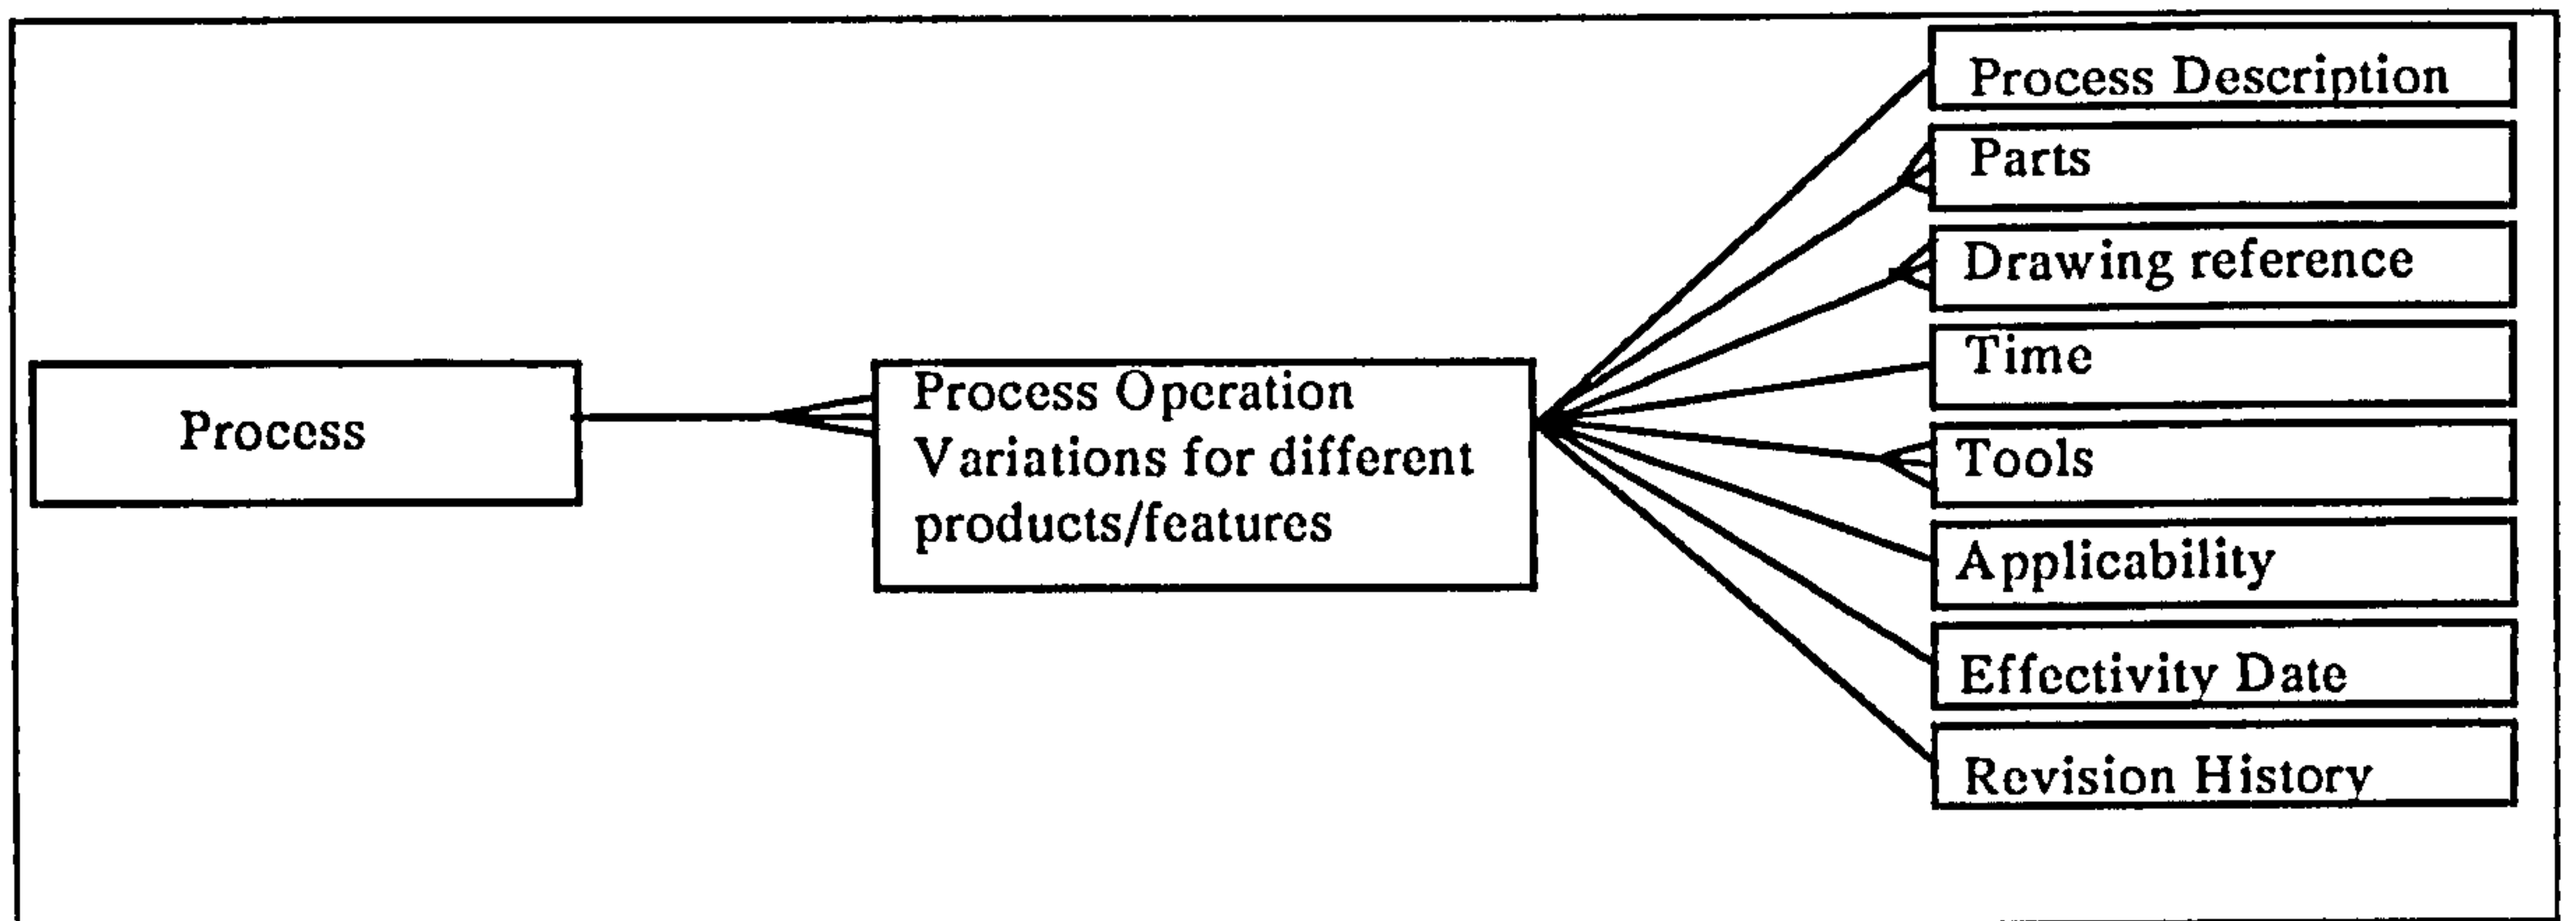 Process
Process Operation
Variations for different
products/features
Process Description
Parts
Drawing reference
Time
Tools
Applicability
Effectivity Date
Revision History